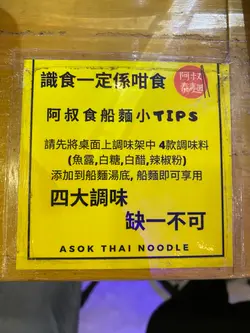 識食一定係咁食
阿叔
阿叔食船麵小TIPS
請先將桌面上調味架中 4款調味料
(魚露,白糖,白醋,辣椒粉)
添加到船麵湯底, 船麵即可享用
四大調味
缺一不可
ASOK THAI NOODLE